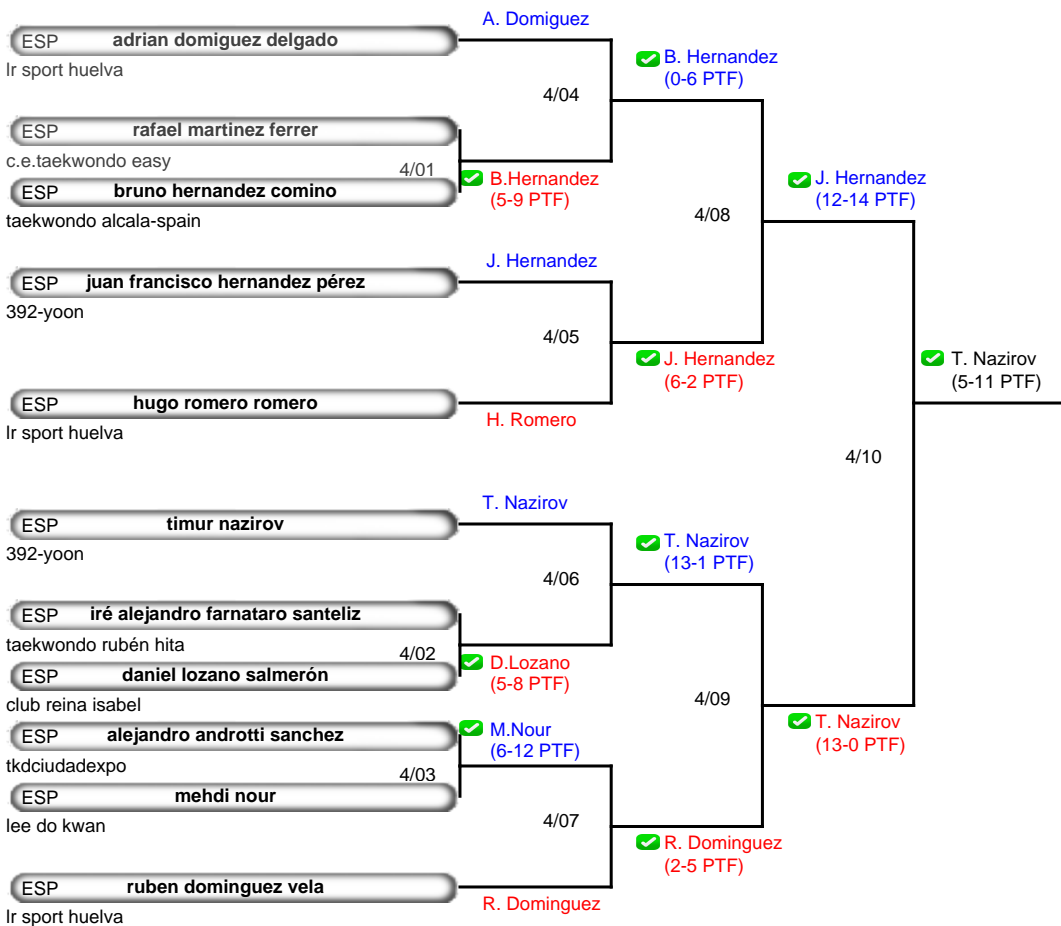 A. Domiguez
ESP adrian domiguez delgado
lr sport huelva
B. Hernandez
(0-6 PTF)
4/04
ESP rafael martinez ferrer
c.e.taekwondo easy
4/01
ESP bruno hernandez comino
taekwondo alcala-spain
B.Hernandez
(5-9 PTF)
J. Hernandez
(12-14 PTF)
4/08
J. Hernandez
ESP juan francisco hernandez pérez
392-yoon
4/05
J. Hernandez
(6-2 PTF)
T. Nazirov
(5-11 PTF)
ESP hugo romero romero
lr sport huelva
H. Romero
4/10
T. Nazirov
ESP timur nazirov
392-yoon
T. Nazirov
(13-1 PTF)
4/06
ESP iré alejandro farnataro santeliz
taekwondo rubén hita
4/02
ESP daniel lozano salmerón
club reina isabel
D.Lozano
(5-8 PTF)
4/09
T. Nazirov
(13-0 PTF)
ESP alejandro androtti sanchez
tkdciudadexpo
M.Nour
(6-12 PTF)
4/03
ESP mehdi nour
lee do kwan
4/07
R. Dominguez
(2-5 PTF)
ESP ruben dominguez vela
lr sport huelva
R. Dominguez